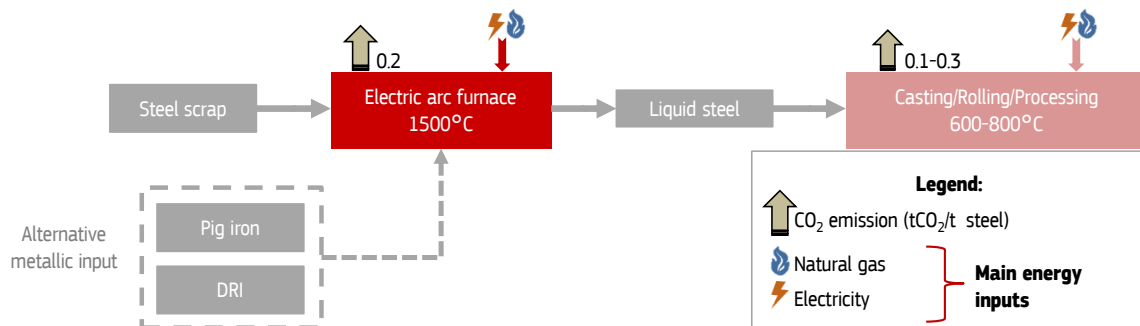 0.2
0.1-0.3
Steel scrap
Electric arc furnace
1500°C
Liquid steel
Casting/Rolling/Processing
600-800°C
Alternative
metallic input
Pig iron
DRI
Legend:
CO₂ emission (tCO₂/t steel)
Natural gas
Electricity
Main energy
inputs